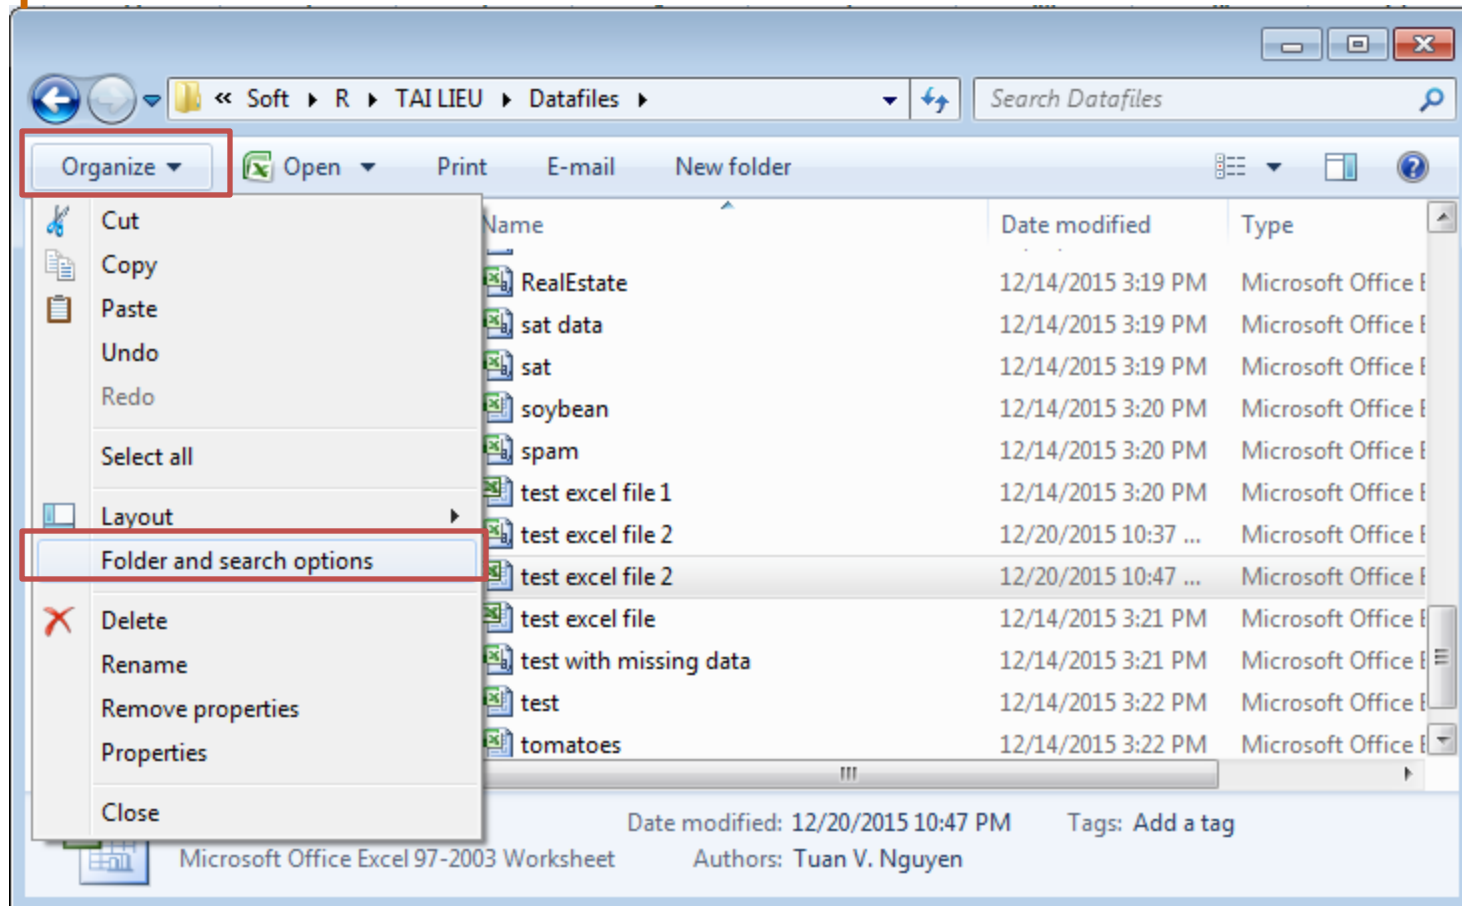 « Soft R TAI LIEU Datafiles
Search Datafiles
Organize Open Print E-mail New folder
Cut
Copy
Paste
Undo
Redo
Select all
Layout
Folder and search options
Delete
Rename
Remove properties
Properties
Close
Name Date modified Type
RealEstate 12/14/2015 3:19 PM Microsoft Office
sat data 12/14/2015 3:19 PM Microsoft Office
sat 12/14/2015 3:19 PM Microsoft Office
soybean 12/14/2015 3:20 PM Microsoft Office
spam 12/14/2015 3:20 PM Microsoft Office
test excel file 1 12/14/2015 3:20 PM Microsoft Office
test excel file 2 12/20/2015 10:37 ... Microsoft Office
test excel file 2 12/20/2015 10:47 ... Microsoft Office
test excel file 12/14/2015 3:21 PM Microsoft Office
test with missing data 12/14/2015 3:21 PM Microsoft Office
test 12/14/2015 3:22 PM Microsoft Office
tomatoes 12/14/2015 3:22 PM Microsoft Office
Date modified: 12/20/2015 10:47 PM Tags: Add a tag
Microsoft Office Excel 97-2003 Worksheet Authors: Tuan V. Nguyen